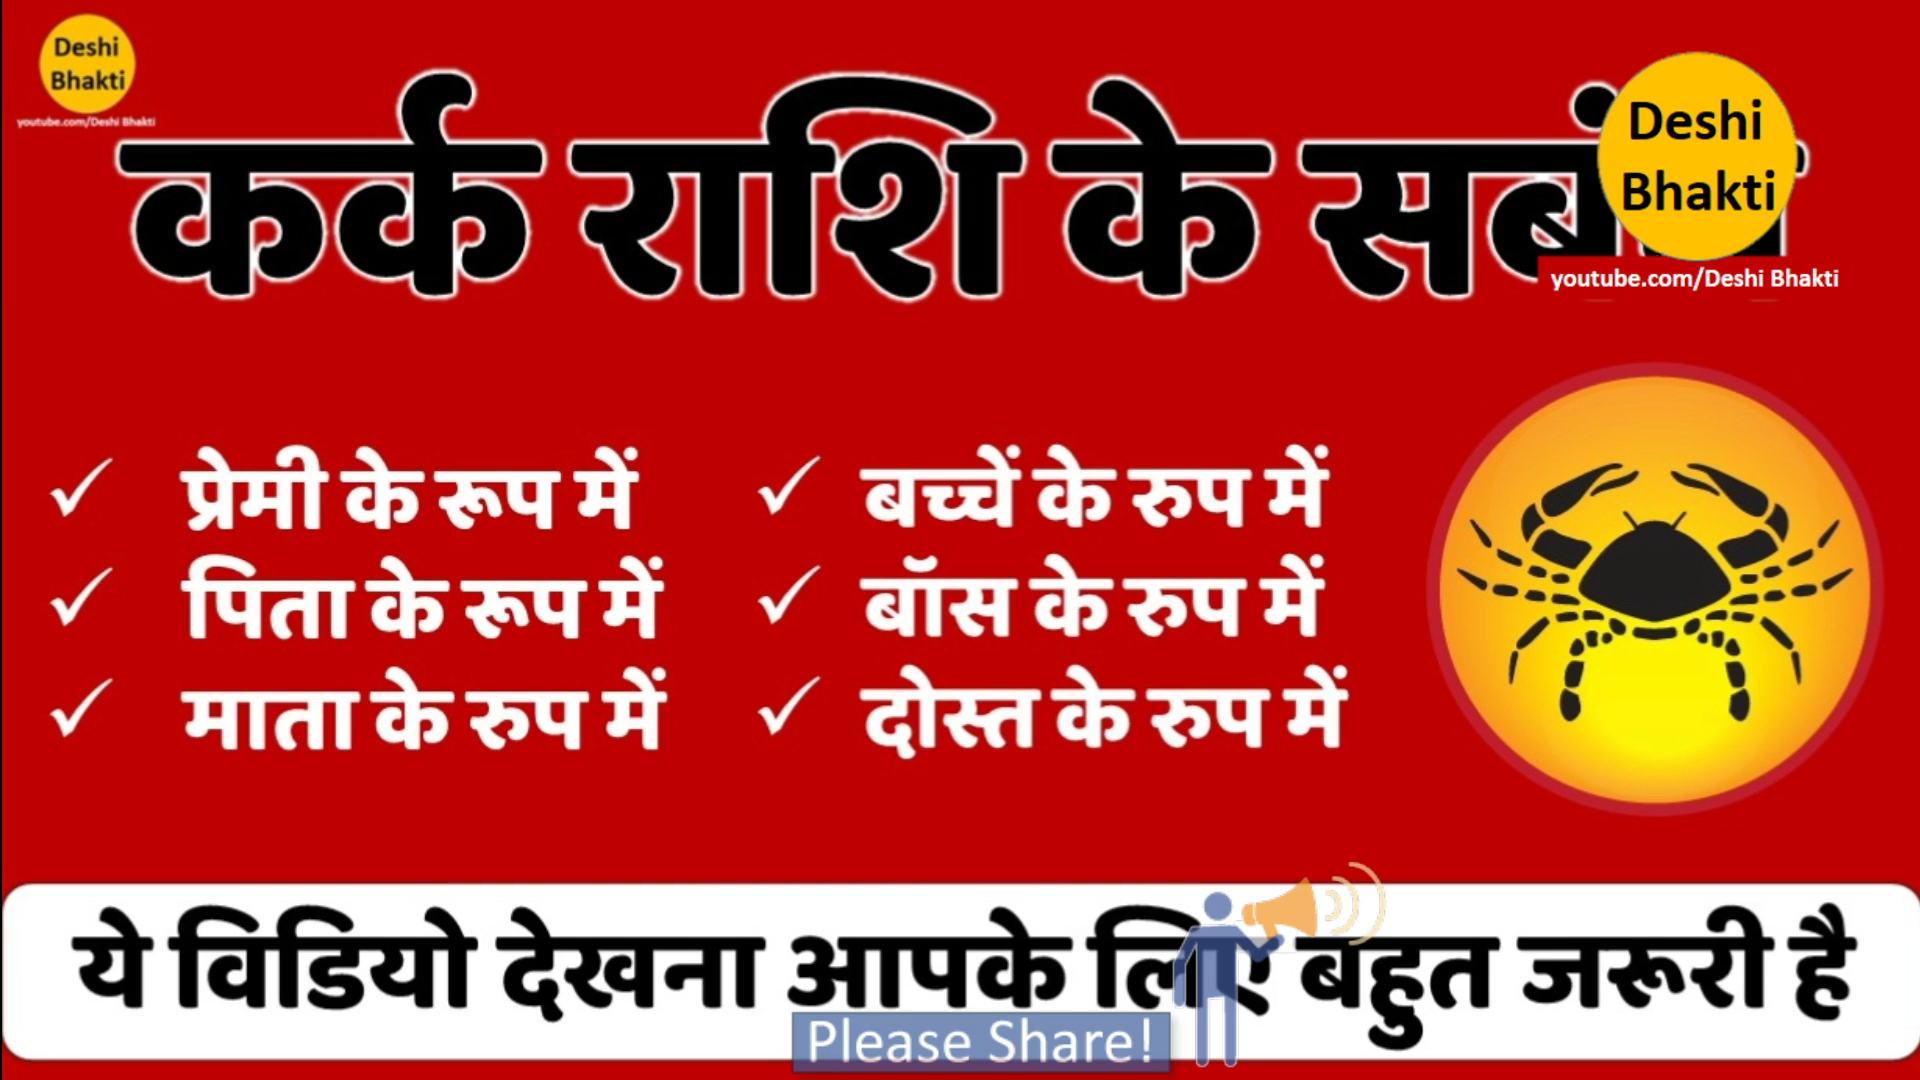 Deshi
Bhakti
youtube.com/Deshi Bhakti
कर्क राशि के
Deshi
Bhakti
youtube.com/Deshi Bhakti
✓ प्रेमी के रूप में
✓ पिता के रूप में
✓ माता के रुप में
✓ बच्चें के रुप में
✓ बॉस के रुप में
✓ दोस्त के रुप में
ये विडियो देखना आपके लिए बहुत जरूरी है
Please Share!